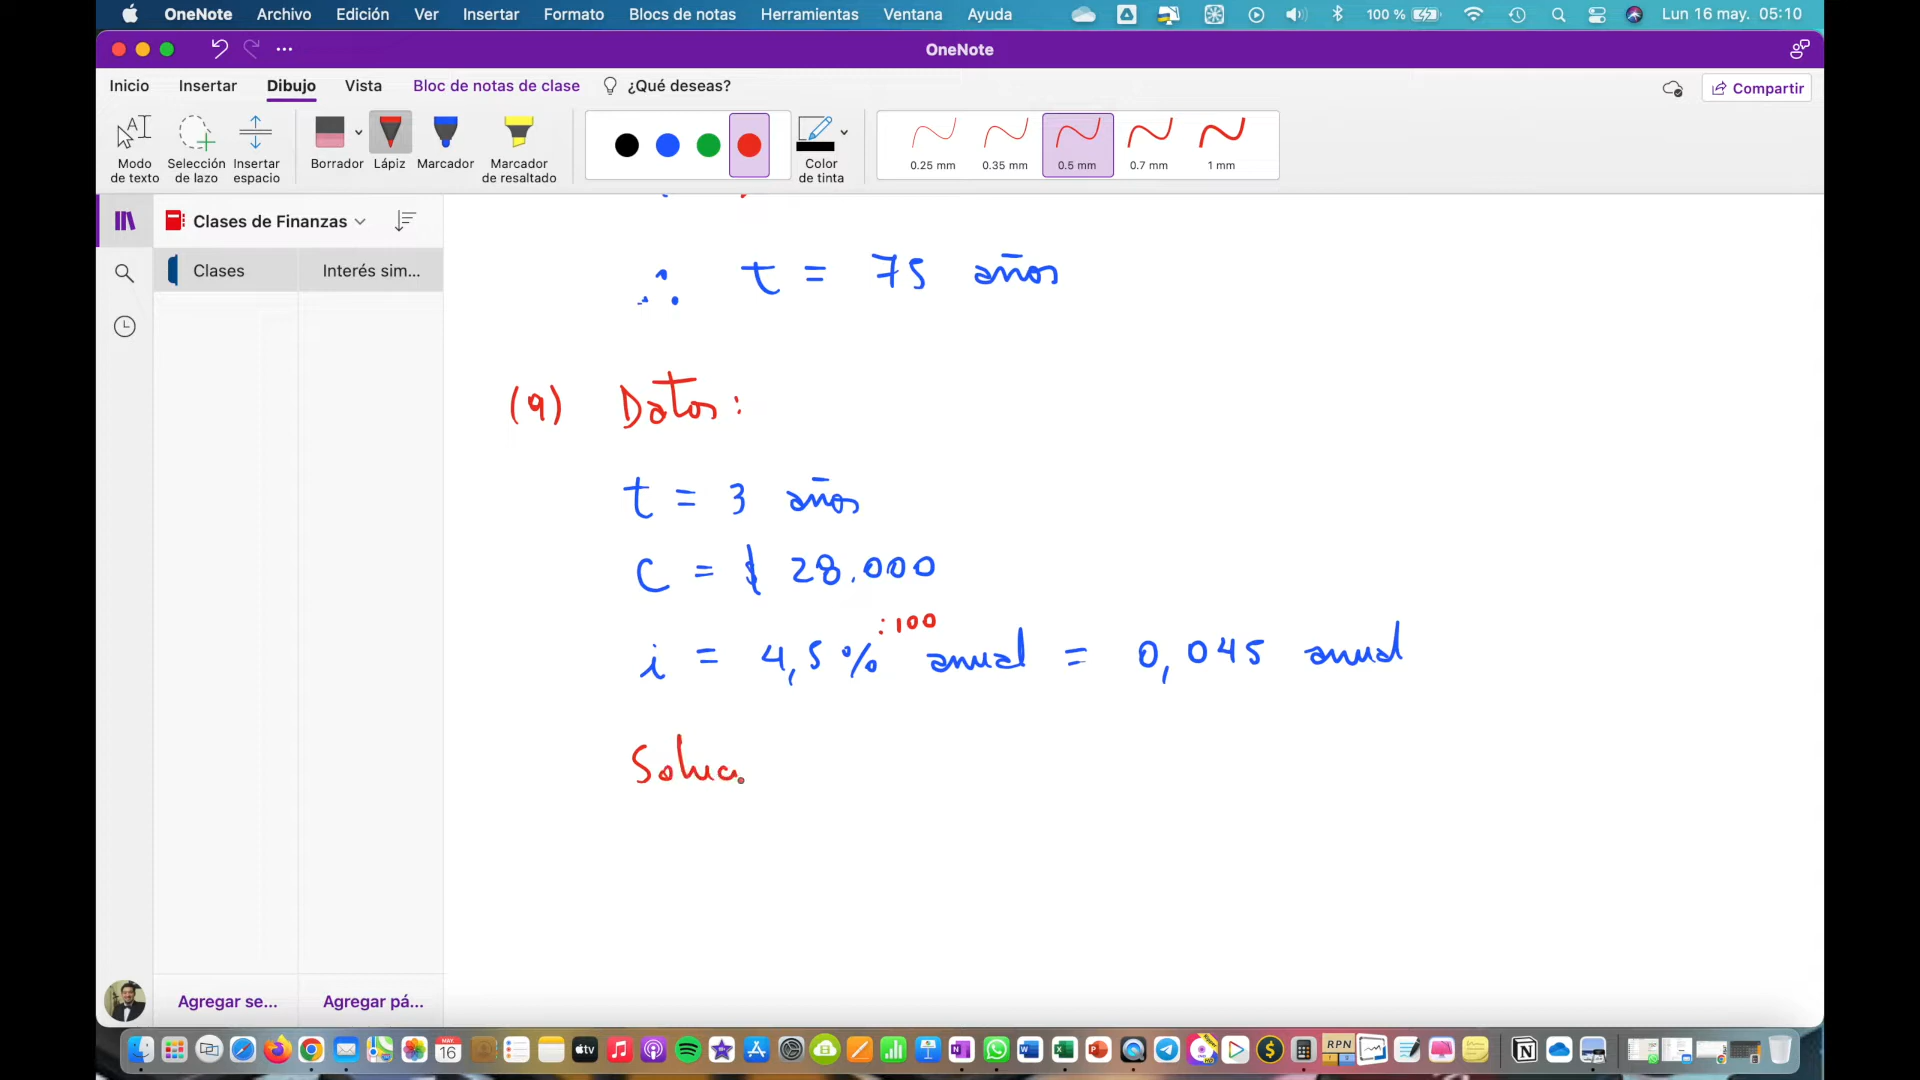 OneNote Archivo Edición Ver Insertar Formato Blocs de notas Herramientas Ventana Ayuda 100 % Lun 16 may. 05:10
OneNote
Inicio Insertar Dibujo Vista Bloc de notas de clase ¿Qué deseas? Compartir
Modo de texto
Selección de lazo
Insertar espacio
Borrador
Lápiz
Marcador
Marcador de resaltado
Color de tinta
0.25 mm 0.35 mm 0.5 mm 0.7 mm 1 mm
Clases de Finanzas
Clases Interés sim...
∴ t = 75 años
(9) Datos:
t = 3 años
C = $ 28.000
:100
i = 4,5 % anual = 0,045 anual
Soluc
Agregar se... Agregar pá...
MAY 16
tv
RPN